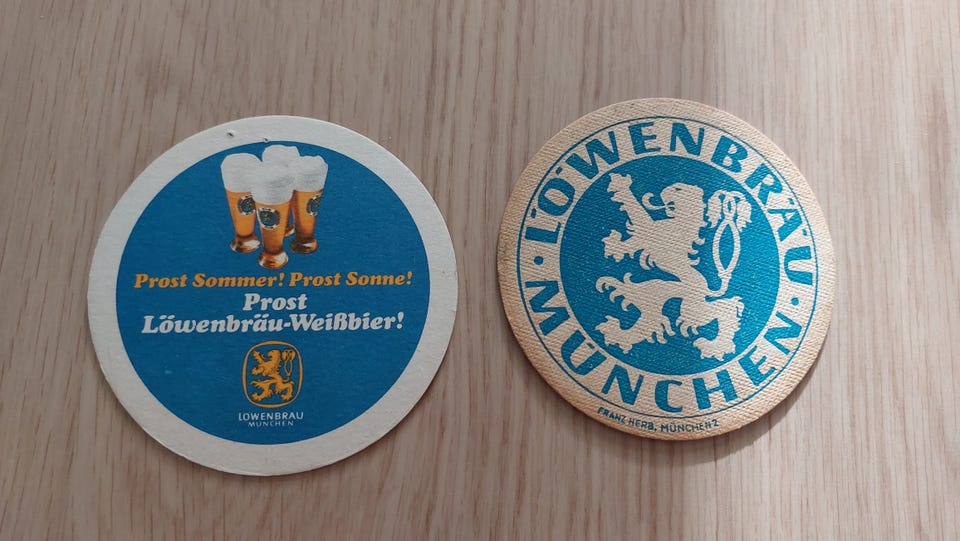 Prost Sommer! Prost Sonne!
Prost
Löwenbräu-Weißbier!
LÖWENBRÄU
MÜNCHEN
LÖWENBRÄU
MÜNCHEN
FRANZ HERB, MÜNCHEN 2